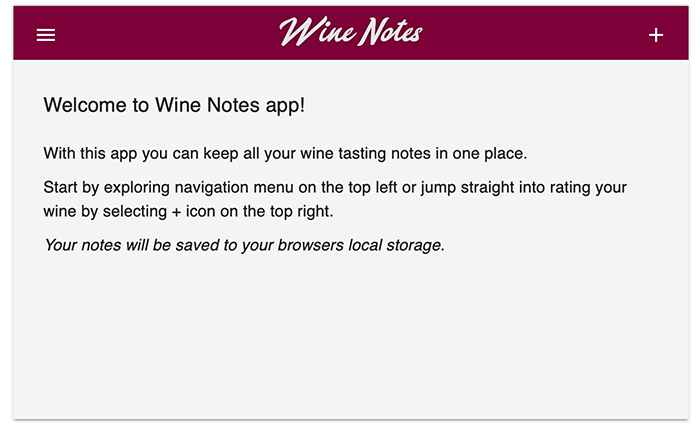 Wine Notes
Welcome to Wine Notes app!
With this app you can keep all your wine tasting notes in one place.
Start by exploring navigation menu on the top left or jump straight into rating your
wine by selecting + icon on the top right.
Your notes will be saved to your browsers local storage.